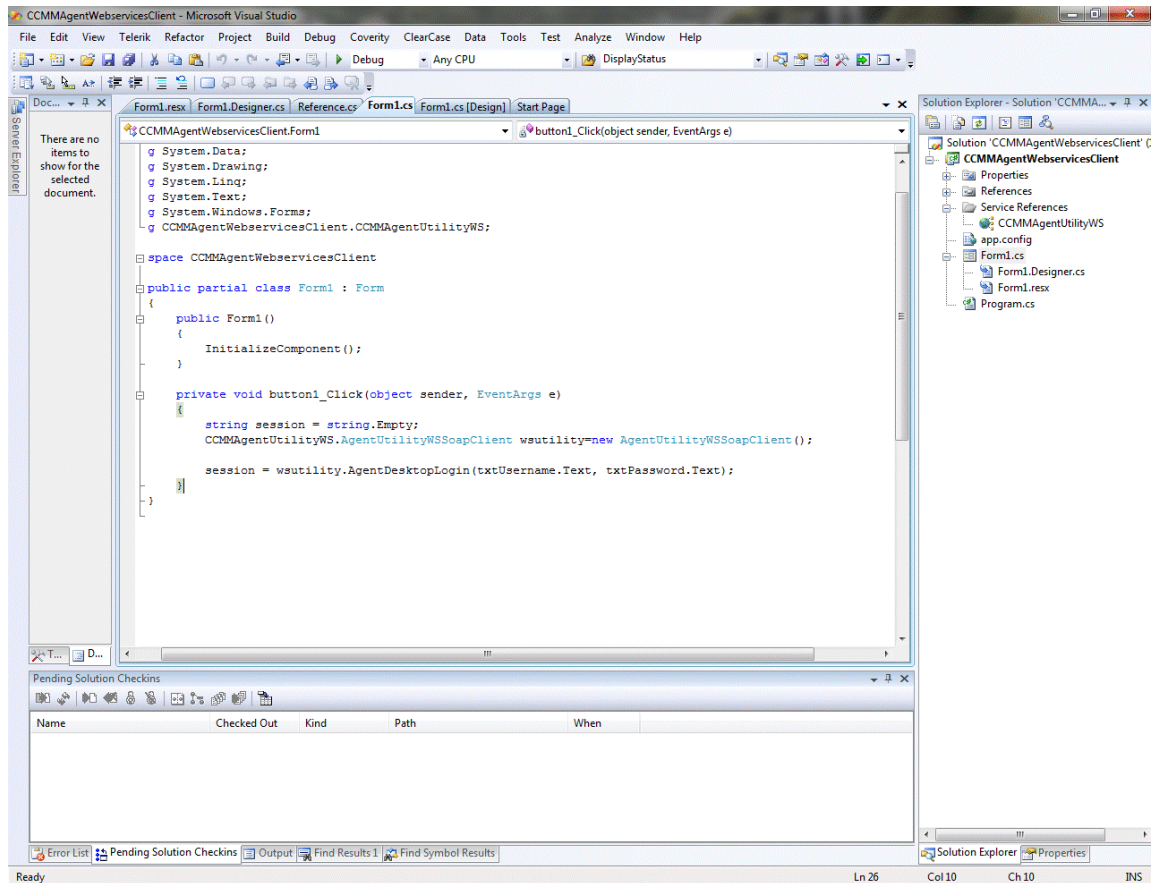 CCMMAgentWebservicesClient - Microsoft Visual Studio
File Edit View Telerik Refactor Project Build Debug Coverity ClearCase Data Tools Test Analyze Window Help
Debug Any CPU DisplayStatus
Server Explorer
Doc...
There are no
items to
show for the
selected
document.
T... D...
Form1.resx Form1.Designer.cs Reference.cs Form1.cs Form1.cs [Design] Start Page
CCMMAgentWebservicesClient.Form1 button1_Click(object sender, EventArgs e)
g System.Data;
g System.Drawing;
g System.Linq;
g System.Text;
g System.Windows.Forms;
g CCMMAgentWebservicesClient.CCMMAgentUtilityWS;
space CCMMAgentWebservicesClient
public partial class Form1 : Form
{
public Form1()
{
InitializeComponent();
}
private void button1_Click(object sender, EventArgs e)
{
string session = string.Empty;
CCMMAgentUtilityWS.AgentUtilityWSSoapClient wsutility=new AgentUtilityWSSoapClient();
session = wsutility.AgentDesktopLogin(txtUsername.Text, txtPassword.Text);
}
}
Solution Explorer - Solution 'CCMMA...
Solution 'CCMMAgentWebservicesClient' (
CCMMAgentWebservicesClient
Properties
References
Service References
CCMMAgentUtilityWS
app.config
Form1.cs
Form1.Designer.cs
Form1.resx
Program.cs
Pending Solution Checkins
Name Checked Out Kind Path When
Error List Pending Solution Checkins Output Find Results 1 Find Symbol Results
Solution Explorer Properties
Ready Ln 26 Col 10 Ch 10 INS